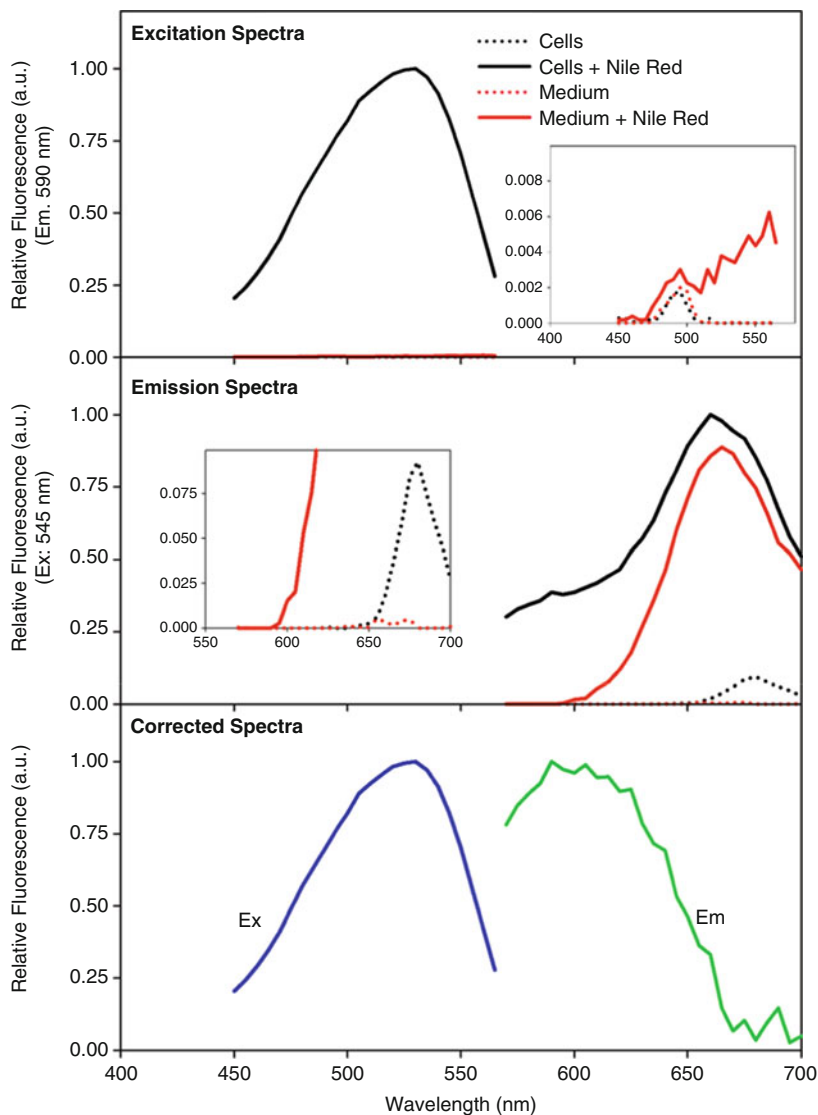 Excitation Spectra
Cells
Cells + Nile Red
Medium
Medium + Nile Red
Relative Fluorescence (a.u.)
(Em. 590 nm)
1.00
0.75
0.50
0.25
0.00
0.008
0.006
0.004
0.002
0.000
400 450 500 550
Emission Spectra
Relative Fluorescence (a.u.)
(Ex: 545 nm)
1.00
0.75
0.50
0.25
0.00
0.075
0.050
0.025
0.000
550 600 650 700
Corrected Spectra
Relative Fluorescence (a.u.)
1.00
0.75
0.50
0.25
0.00
Ex
Em
400 450 500 550 600 650 700
Wavelength (nm)